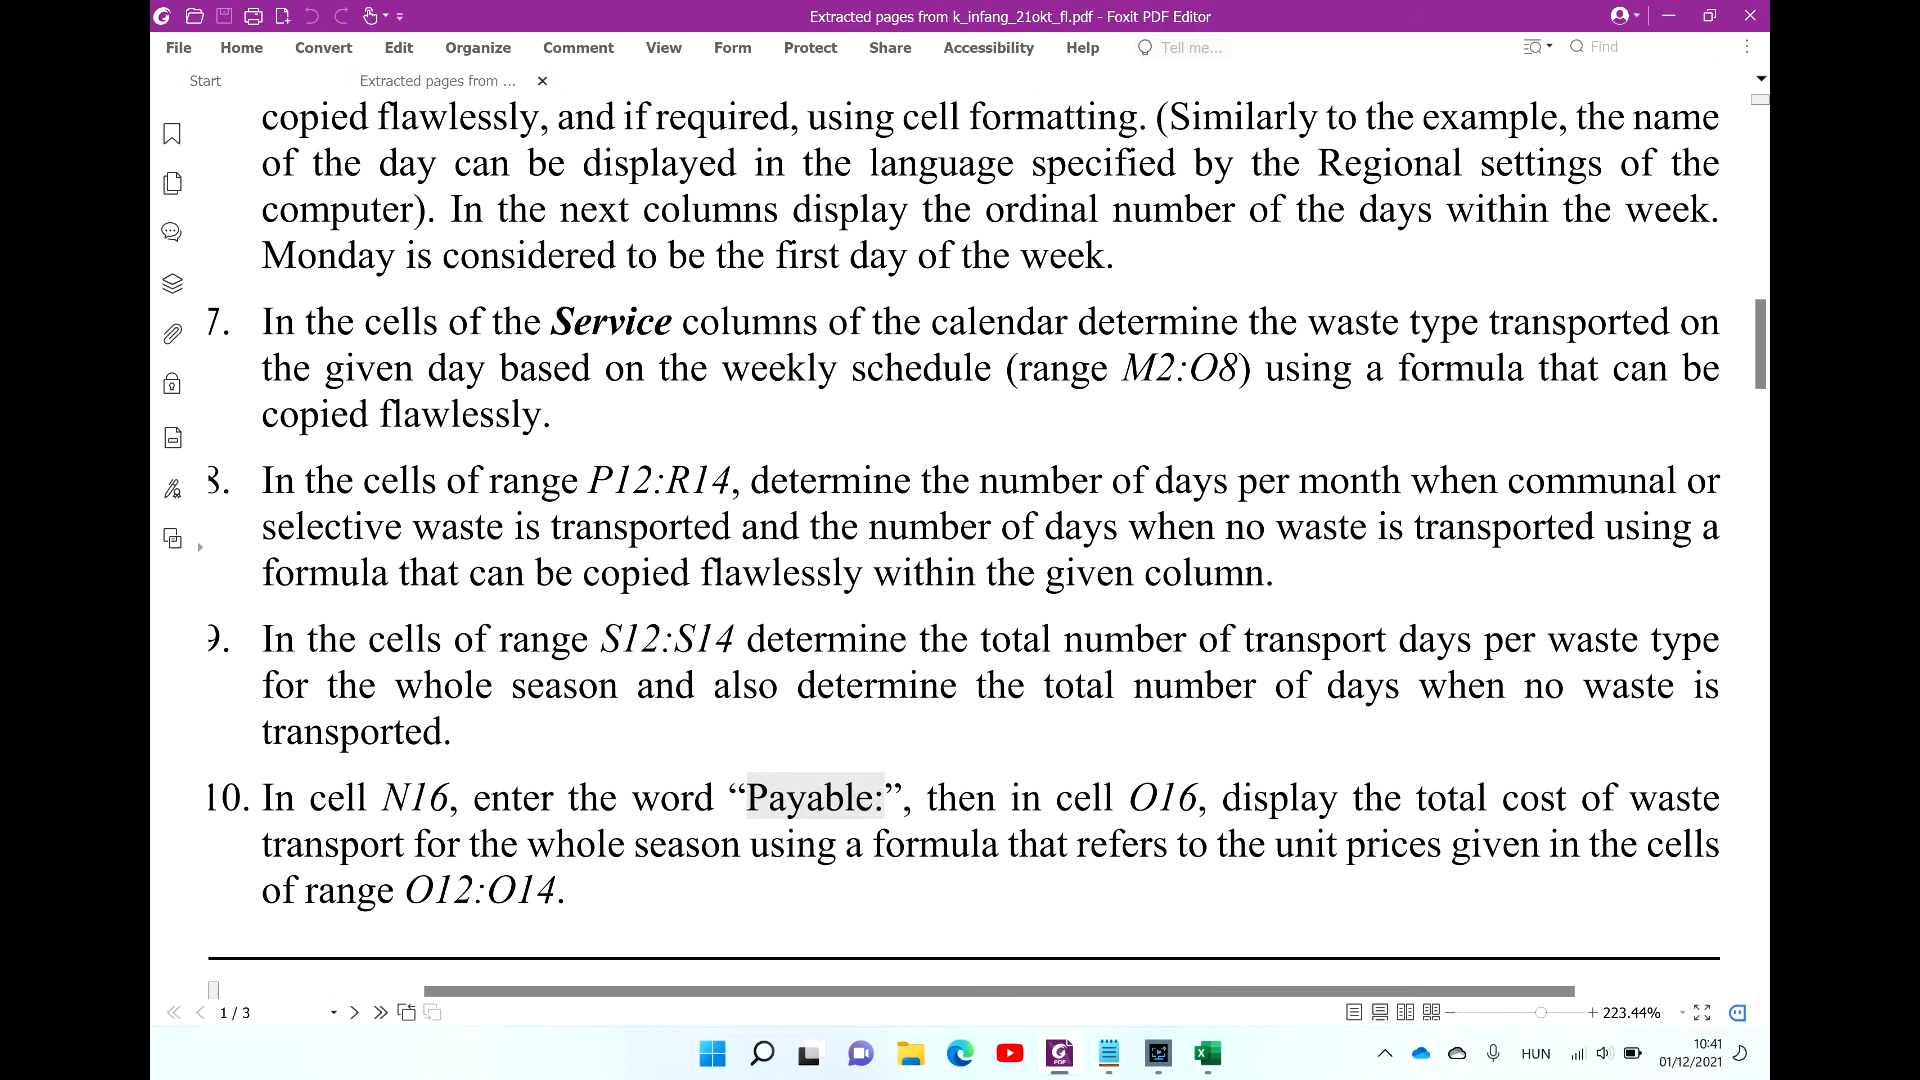 Extracted pages from k_infang_21okt_fl.pdf - Foxit PDF Editor
File Home Convert Edit Organize Comment View Form Protect Share Accessibility Help Tell me... Find
Start Extracted pages from ...
copied flawlessly, and if required, using cell formatting. (Similarly to the example, the name
of the day can be displayed in the language specified by the Regional settings of the
computer). In the next columns display the ordinal number of the days within the week.
Monday is considered to be the first day of the week.
7. In the cells of the Service columns of the calendar determine the waste type transported on
the given day based on the weekly schedule (range M2:O8) using a formula that can be
copied flawlessly.
8. In the cells of range P12:R14, determine the number of days per month when communal or
selective waste is transported and the number of days when no waste is transported using a
formula that can be copied flawlessly within the given column.
9. In the cells of range S12:S14 determine the total number of transport days per waste type
for the whole season and also determine the total number of days when no waste is
transported.
10. In cell N16, enter the word “Payable:”, then in cell O16, display the total cost of waste
transport for the whole season using a formula that refers to the unit prices given in the cells
of range O12:O14.
1 / 3 223.44%
HUN 10:41
01/12/2021